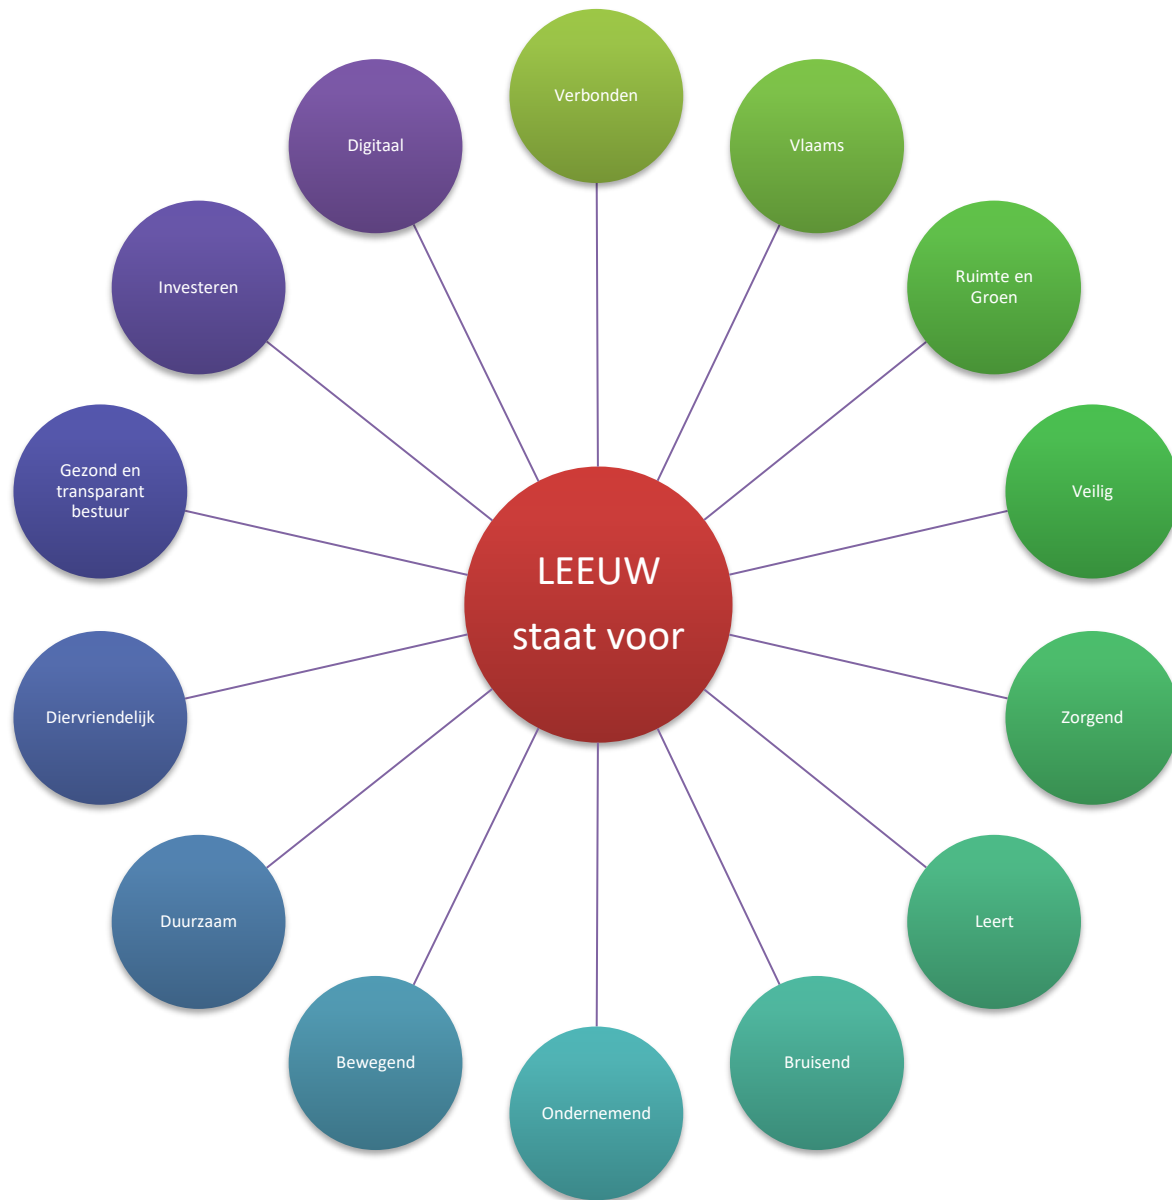 LEEUW
staat voor
Verbonden
Vlaams
Ruimte en
Groen
Veilig
Zorgend
Leert
Bruisend
Ondernemend
Bewegend
Duurzaam
Diervriendelijk
Gezond en
transparant
bestuur
Investeren
Digitaal